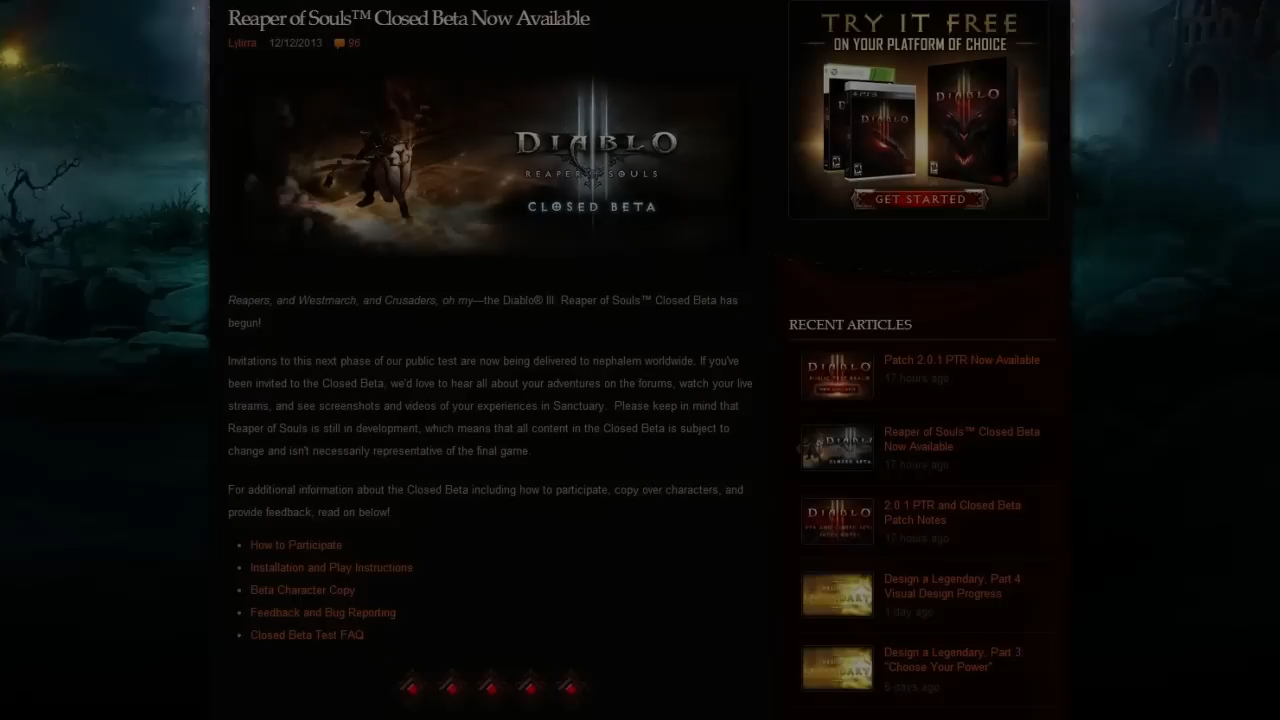 Reaper of Souls™ Closed Beta Now Available
Lylirra 12/12/2013 96
DIABLO
REAPER OF SOULS
CLOSED BETA
Reapers, and Westmarch, and Crusaders, oh my—the Diablo® III: Reaper of Souls™ Closed Beta has
begun!
Invitations to this next phase of our public test are now being delivered to nephalem worldwide. If you've
been invited to the Closed Beta, we'd love to hear all about your adventures on the forums, watch your live
streams, and see screenshots and videos of your experiences in Sanctuary. Please keep in mind that
Reaper of Souls is still in development, which means that all content in the Closed Beta is subject to
change and isn't necessarily representative of the final game.
For additional information about the Closed Beta including how to participate, copy over characters, and
provide feedback, read on below!
• How to Participate
• Installation and Play Instructions
• Beta Character Copy
• Feedback and Bug Reporting
• Closed Beta Test FAQ
TRY IT FREE
ON YOUR PLATFORM OF CHOICE
PS3
DIABLO
DIABLO
GET STARTED
RECENT ARTICLES
DIABLO
Patch 2.0.1 PTR Now Available
17 hours ago
DIABLO
CLOSED BETA
Reaper of Souls™ Closed Beta
Now Available
17 hours ago
DIABLO
2.0.1 PTR and Closed Beta
Patch Notes
17 hours ago
Design a Legendary, Part 4:
Visual Design Progress
1 day ago
Design a Legendary, Part 3:
"Choose Your Power"
6 days ago